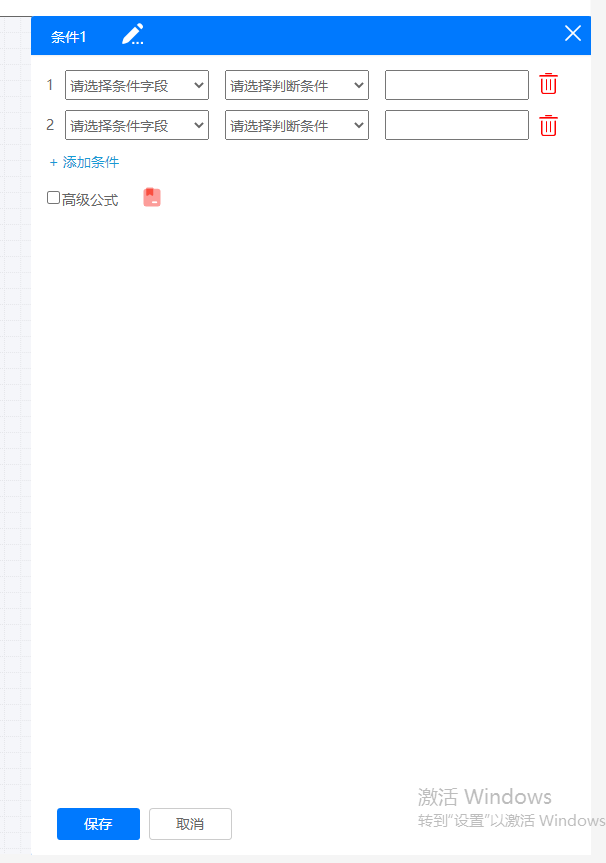 条件1
1 请选择条件字段 请选择判断条件
2 请选择条件字段 请选择判断条件
+ 添加条件
高级公式
激活 Windows
转到"设置"以激活 Windows
保存 取消